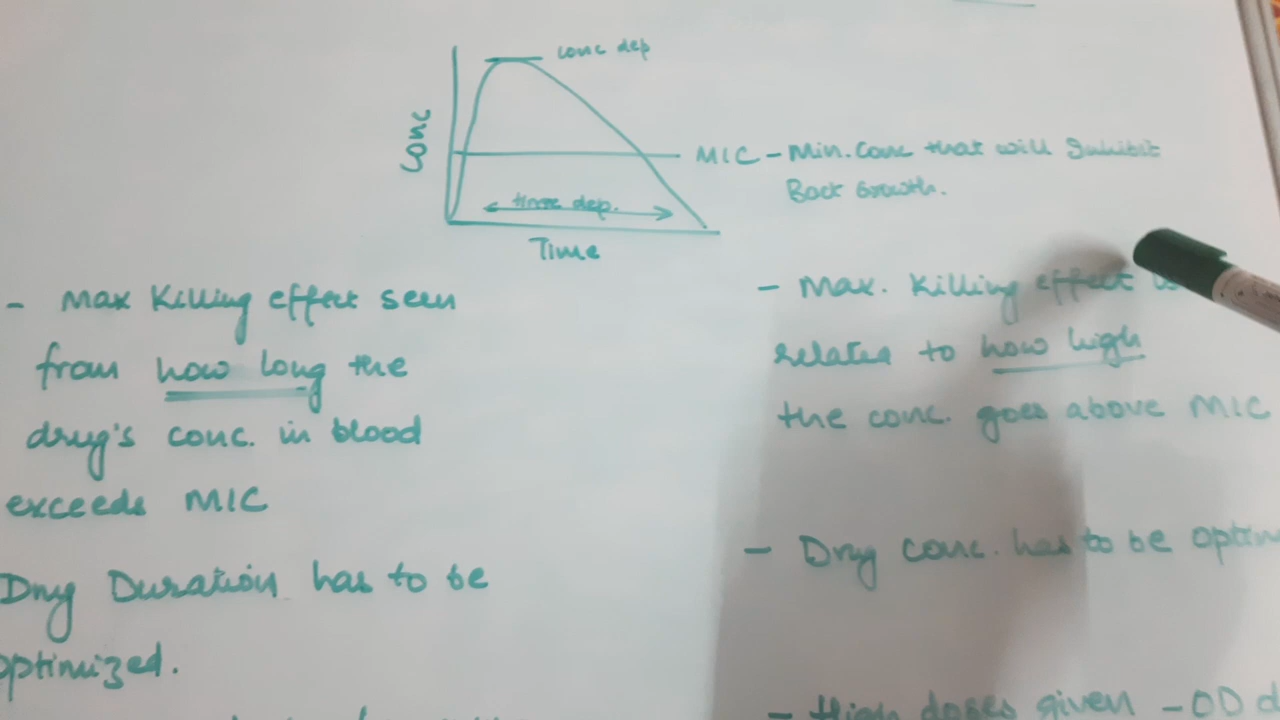 conc dep
Conc
MIC - Min. Conc that will Inhibit
Bact Growth.
time dep.
Time
- Max Killing effect seen
from how long the
drug's conc. in blood
exceeds MIC
Drug Duration has to be
optimized.
- Max. Killing effect is
related to how high
the conc. goes above MIC
- Drug conc. has to be
- High doses given - OD